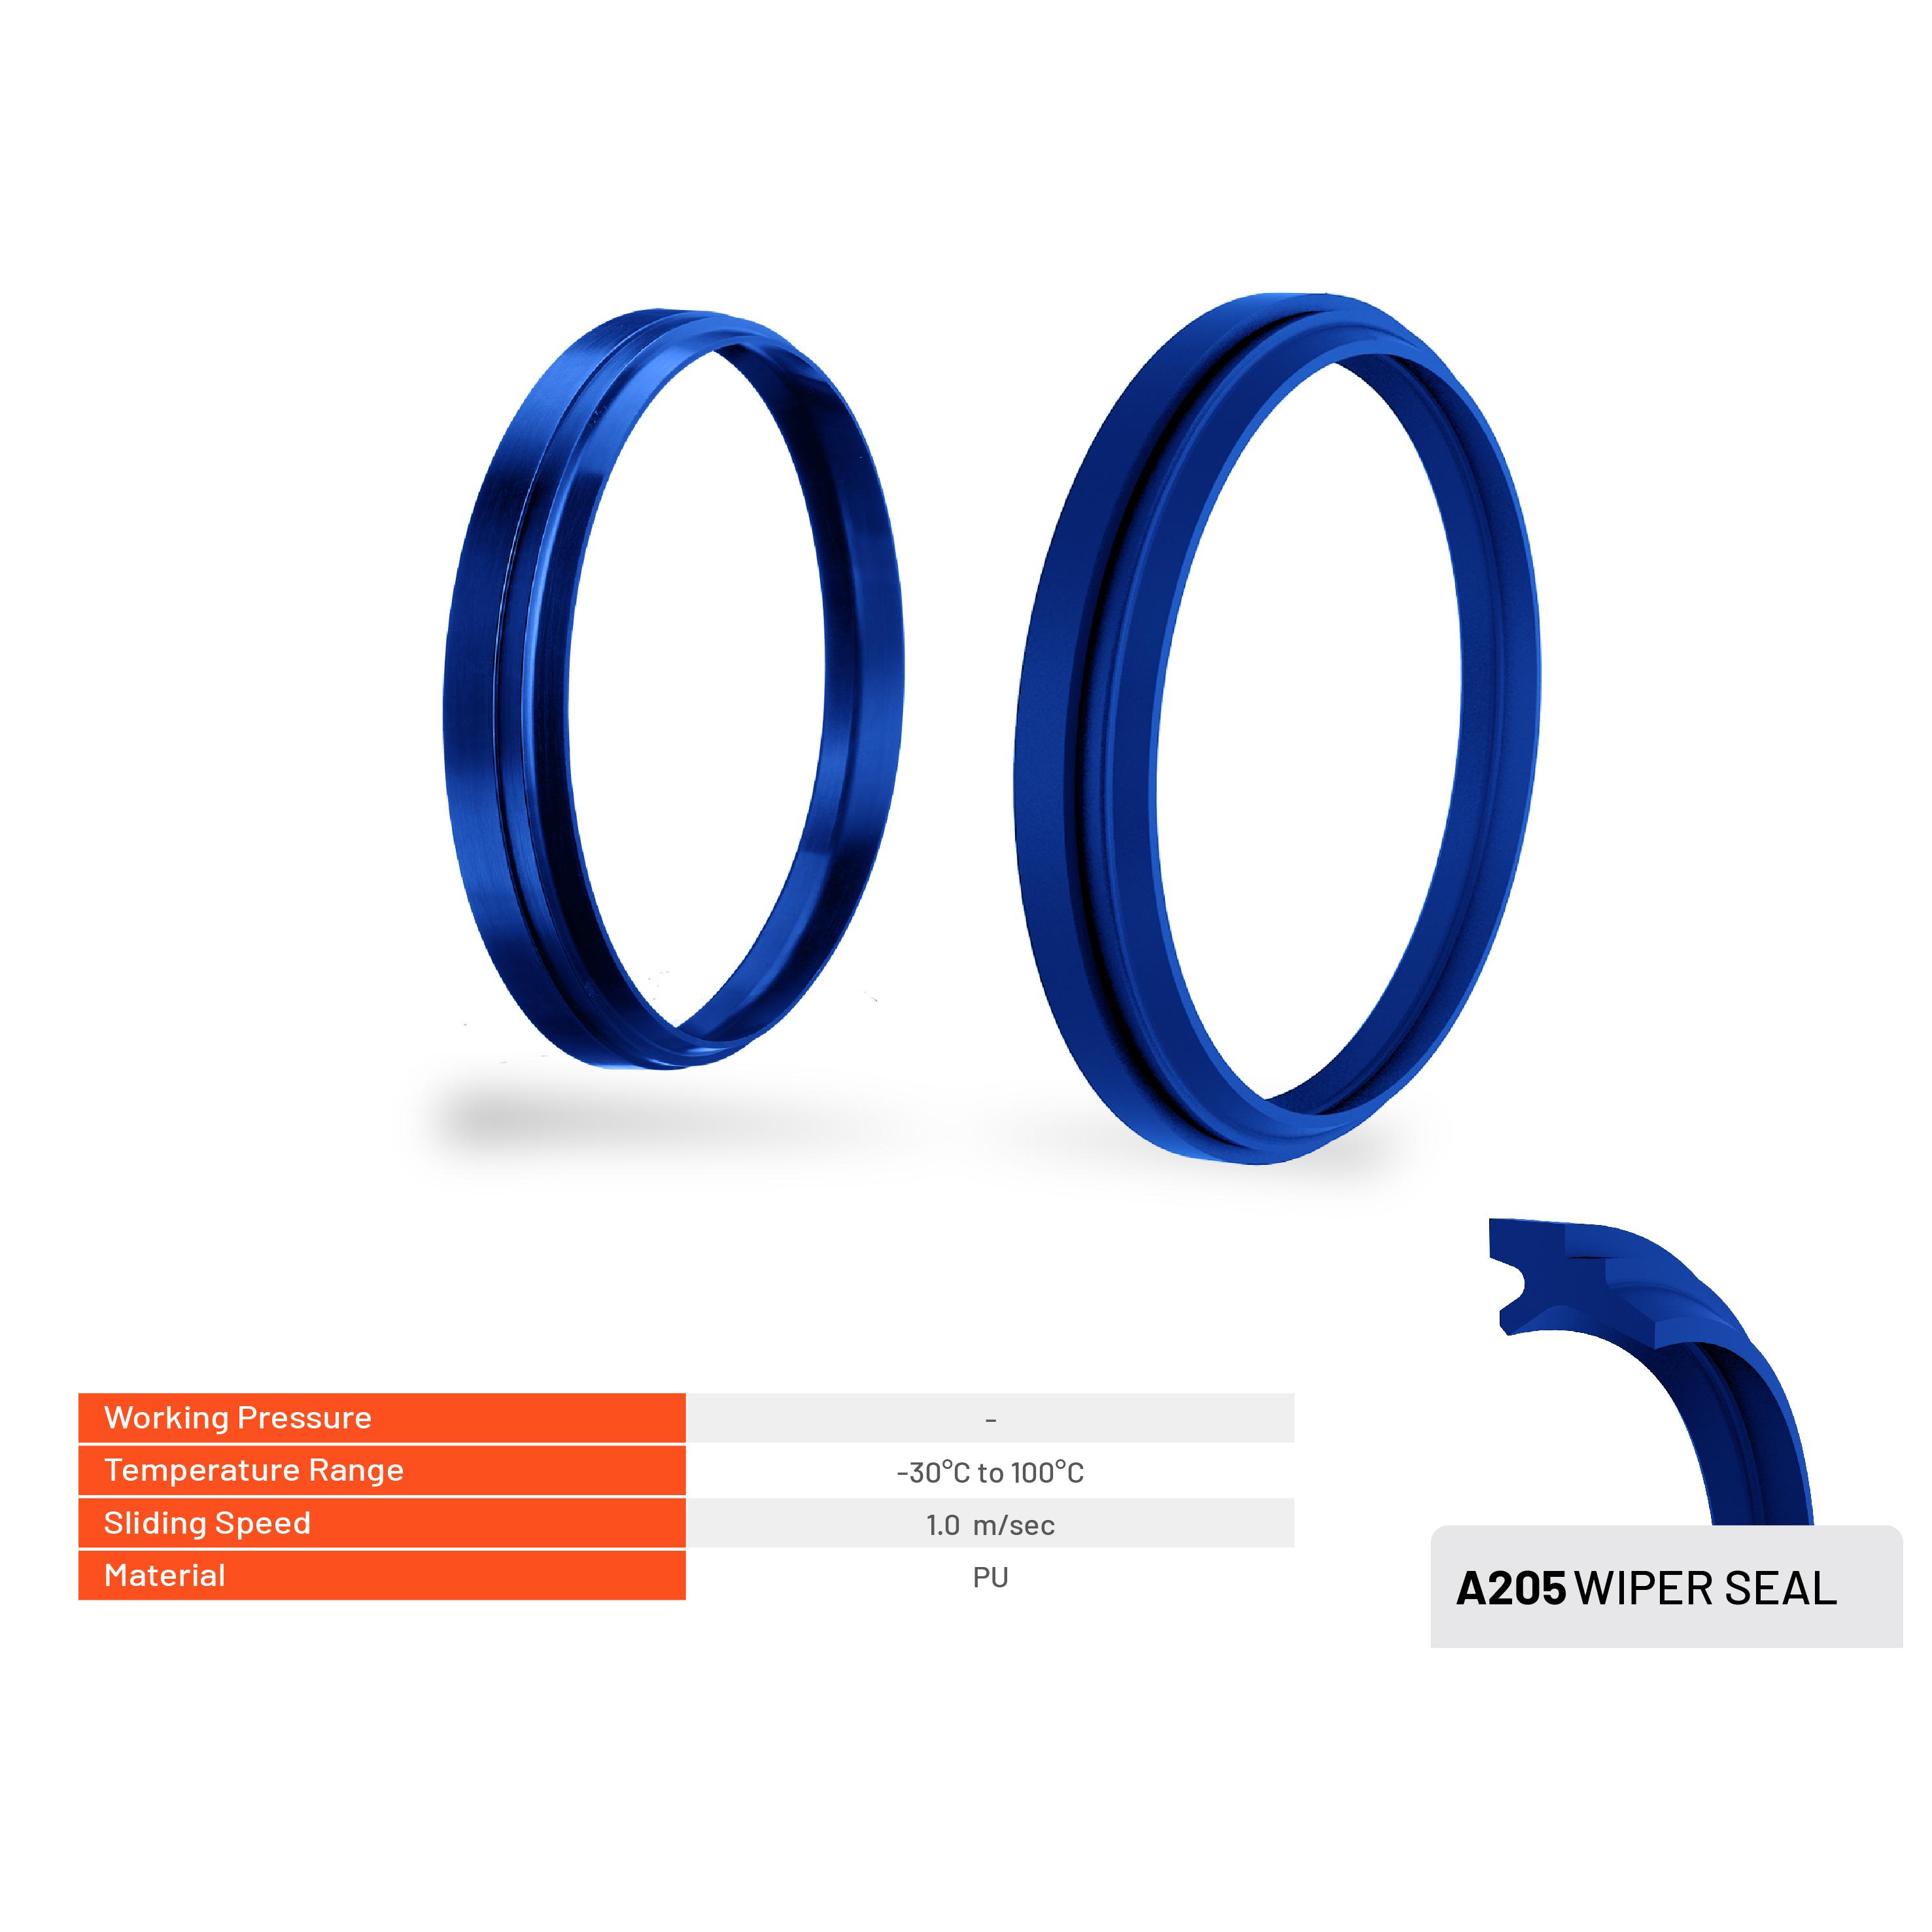 Working Pressure -
Temperature Range -30°C to 100°C
Sliding Speed 1.0 m/sec
Material PU
A205 WIPER SEAL